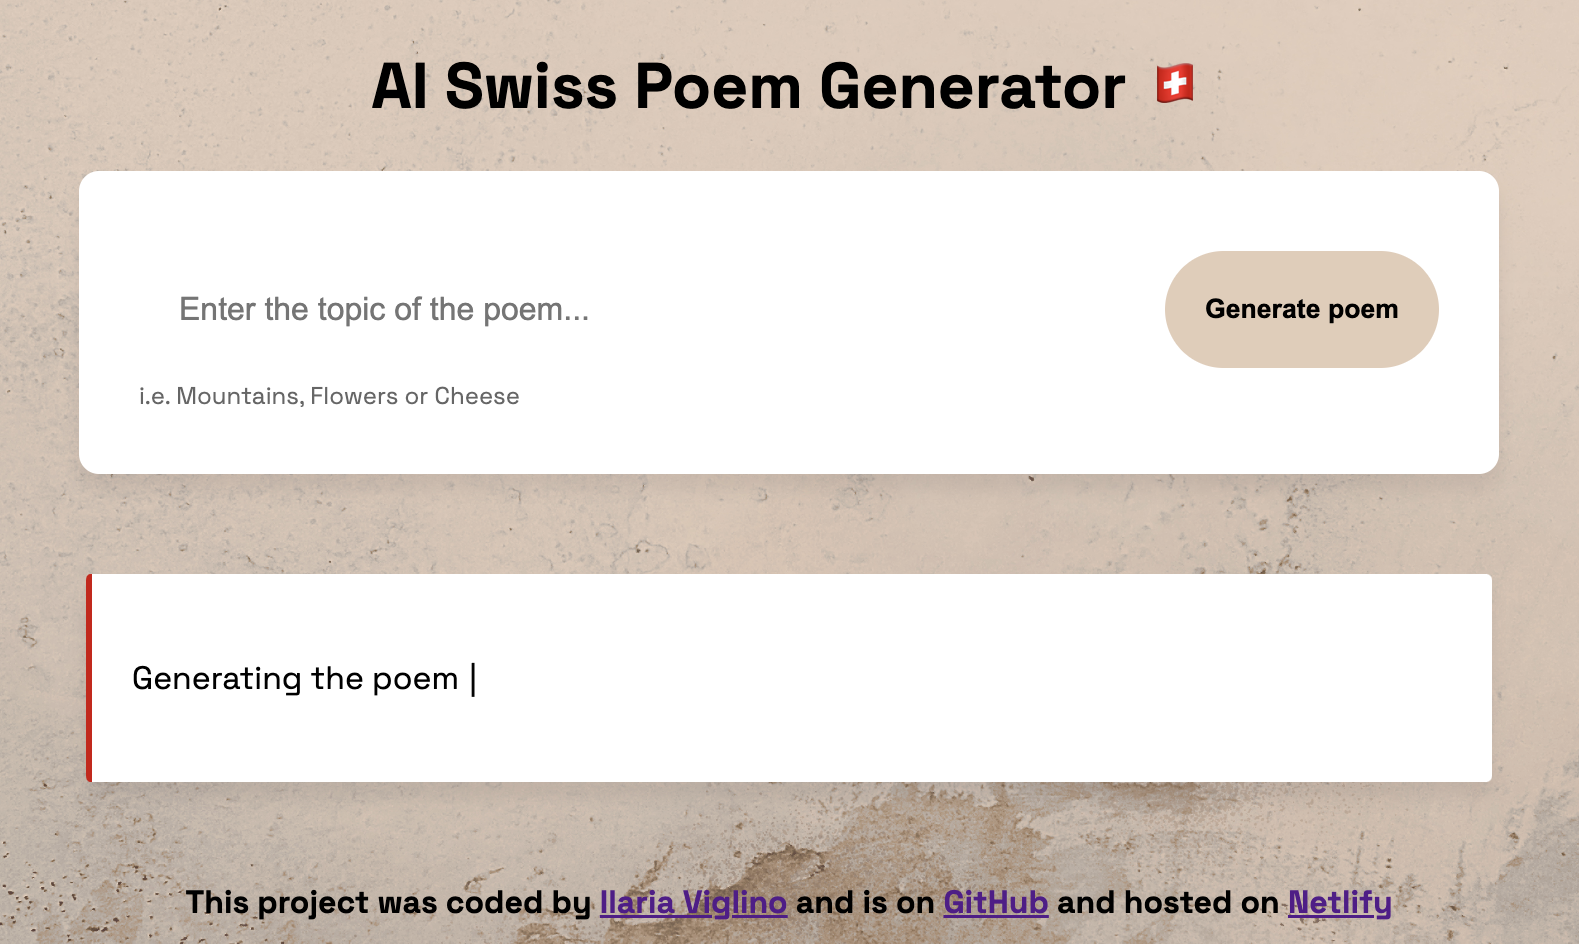 AI Swiss Poem Generator 🇨🇭
Enter the topic of the poem...
Generate poem
i.e. Mountains, Flowers or Cheese
Generating the poem |
This project was coded by Ilaria Viglino and is on GitHub and hosted on Netlify